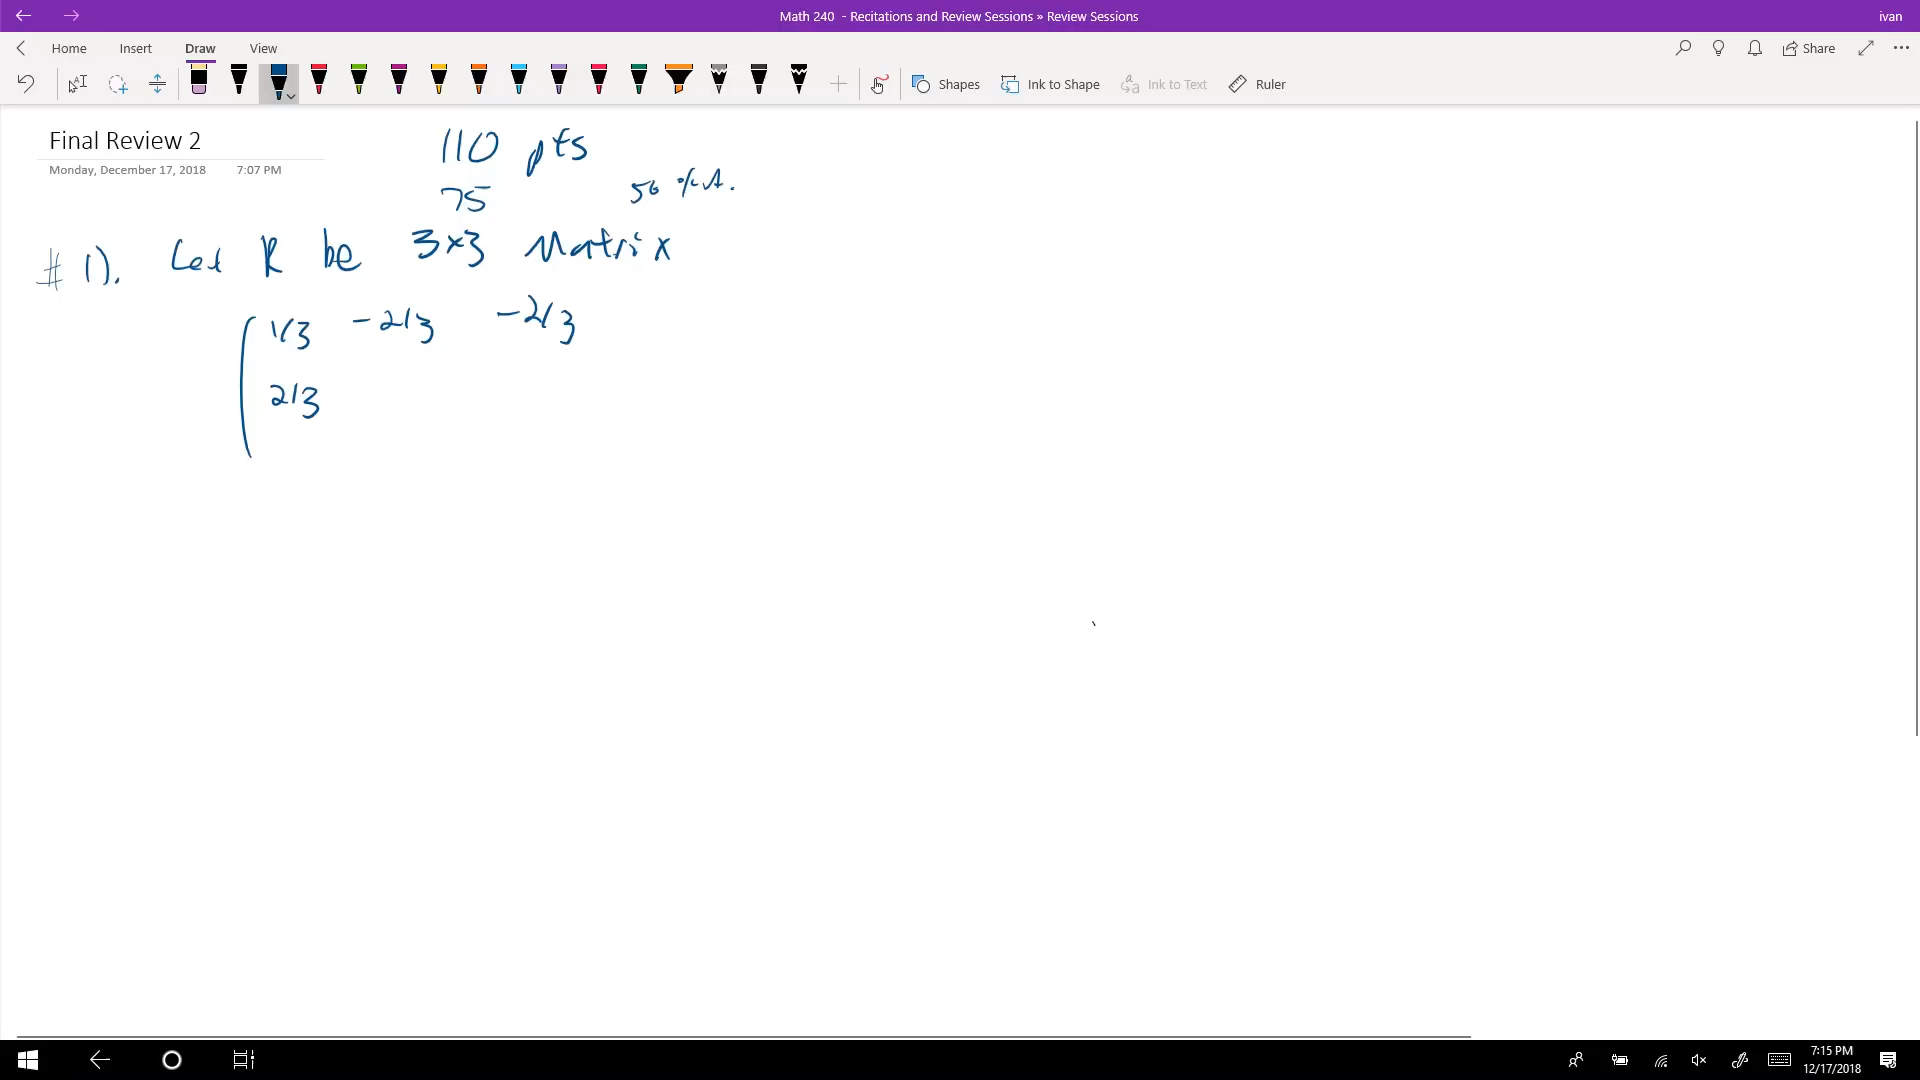 Math 240 - Recitations and Review Sessions » Review Sessions
ivan
Home Insert Draw View
Share
Shapes Ink to Shape Ink to Text Ruler
Final Review 2
Monday, December 17, 2018 7:07 PM
110 pts
75
50 % A.
#1). Let R be 3×3 Matrix
1/3 -2/3 -2/3
2/3
7:15 PM
12/17/2018